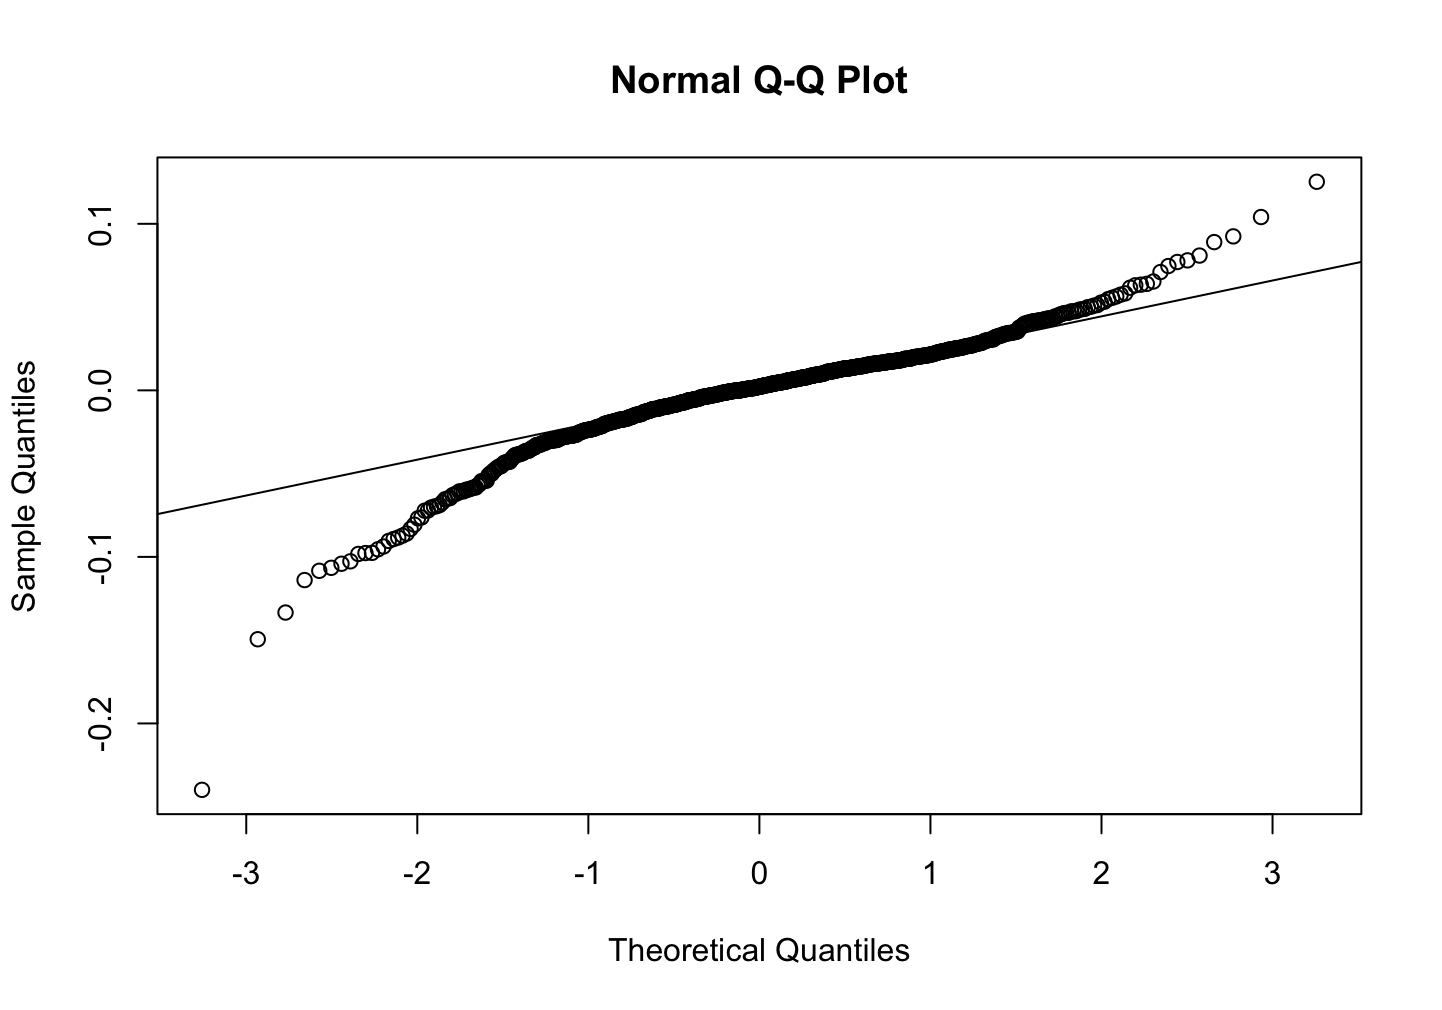 Normal Q-Q Plot
Sample Quantiles
0.1
0.0
-0.1
-0.2
-3 -2 -1 0 1 2 3
Theoretical Quantiles